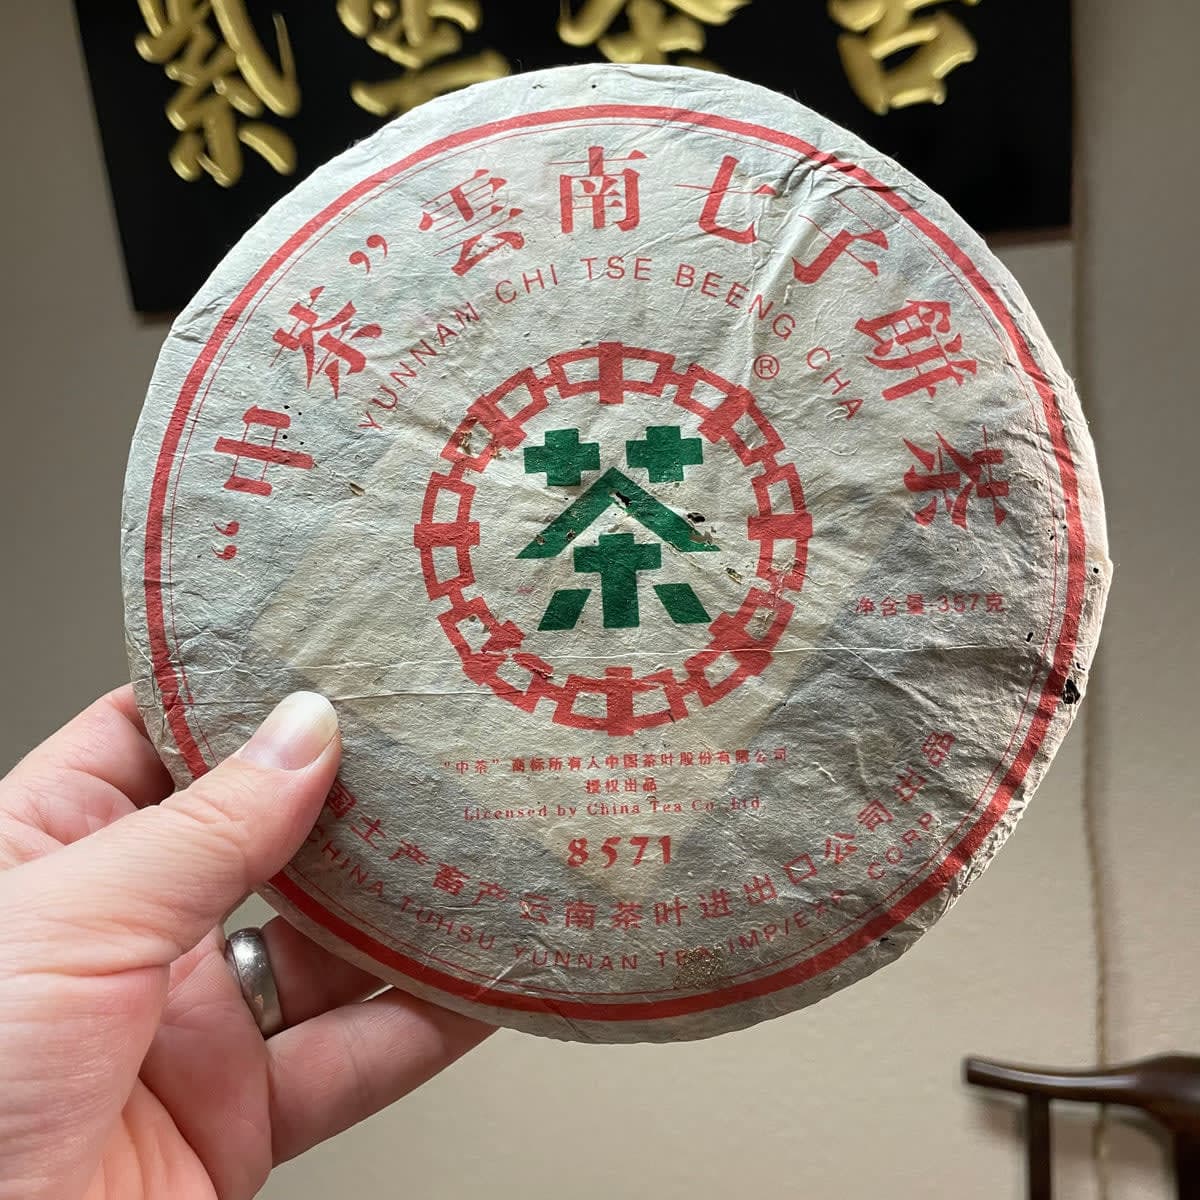 “中茶”雲南七子餅茶
YUNNAN CHI TSE BEENG CHA
®
茶
净含量:357克
“中茶”商标所有人中国茶叶股份有限公司
授权出品
Licensed by China Tea Co. Ltd.
8571
国土产畜产云南茶叶进出口公司出品
CHINA TUHSU YUNNAN TEA IMP/EXP CORP